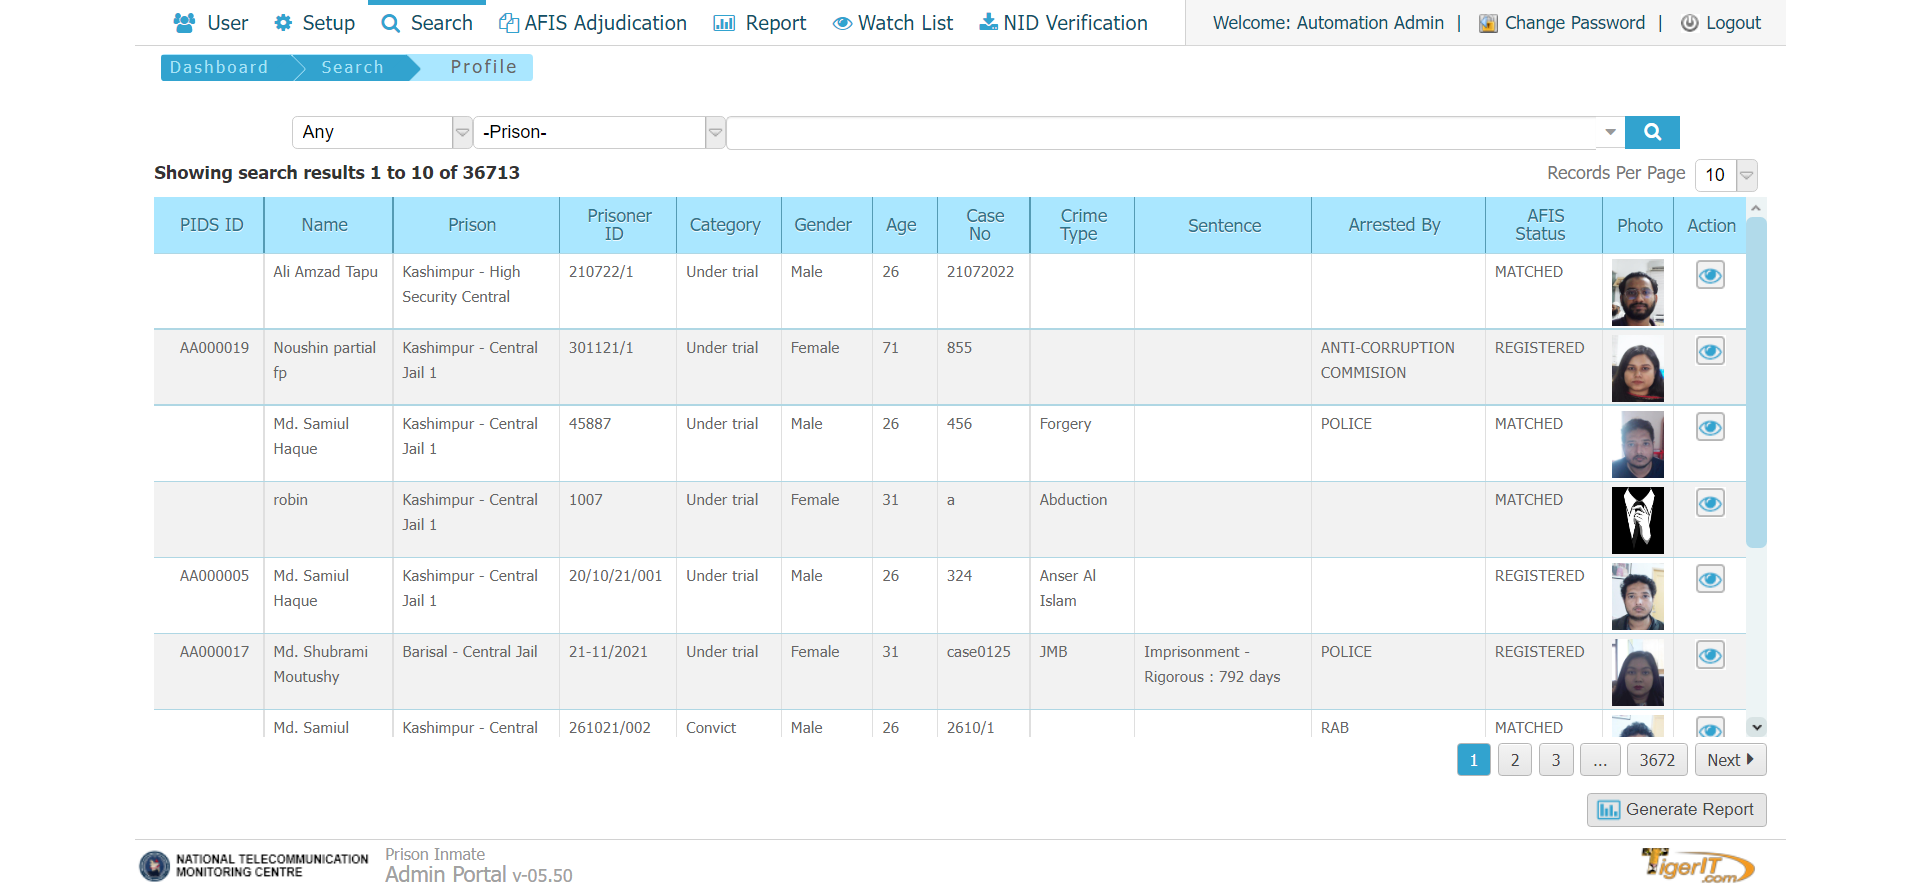 User Setup Search AFIS Adjudication Report Watch List NID Verification Welcome: Automation Admin | Change Password | Logout
Dashboard Search Profile
Any -Prison-
Showing search results 1 to 10 of 36713 Records Per Page 10
PIDS ID Name Prison Prisoner ID Category Gender Age Case No Crime Type Sentence Arrested By AFIS Status Photo Action
Ali Amzad Tapu Kashimpur - High Security Central 210722/1 Under trial Male 26 21072022 MATCHED
AA000019 Noushin partial fp Kashimpur - Central Jail 1 301121/1 Under trial Female 71 855 ANTI-CORRUPTION COMMISION REGISTERED
Md. Samiul Haque Kashimpur - Central Jail 1 45887 Under trial Male 26 456 Forgery POLICE MATCHED
robin Kashimpur - Central Jail 1 1007 Under trial Female 31 a Abduction MATCHED
AA000005 Md. Samiul Haque Kashimpur - Central Jail 1 20/10/21/001 Under trial Male 26 324 Anser Al Islam REGISTERED
AA000017 Md. Shubrami Moutushy Barisal - Central Jail 21-11/2021 Under trial Female 31 case0125 JMB Imprisonment - Rigorous : 792 days POLICE REGISTERED
Md. Samiul Kashimpur - Central 261021/002 Convict Male 26 2610/1 RAB MATCHED
1 2 3 ... 3672 Next
Generate Report
NATIONAL TELECOMMUNICATION MONITORING CENTRE
Prison Inmate
Admin Portal v-05.50
TigerIT.com